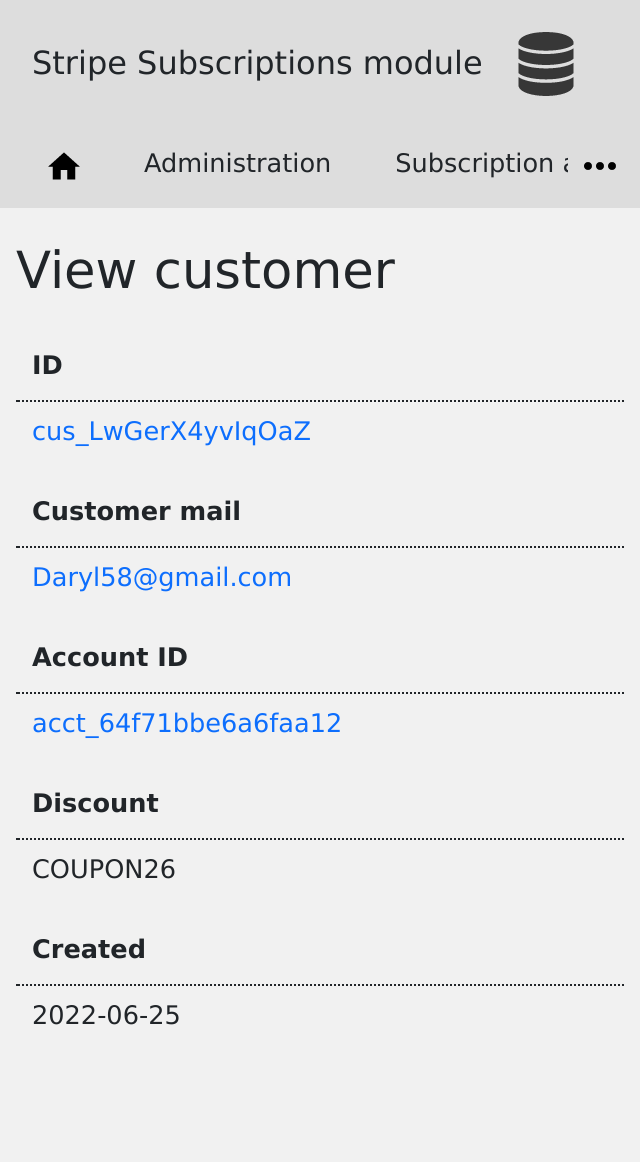 Stripe Subscriptions module
Administration
Subscription
View customer
ID
cus_LwGerX4yvIqOaZ
Customer mail
Daryl58@gmail.com
Account ID
acct_64f71bbe6a6faa12
Discount
COUPON26
Created
2022-06-25